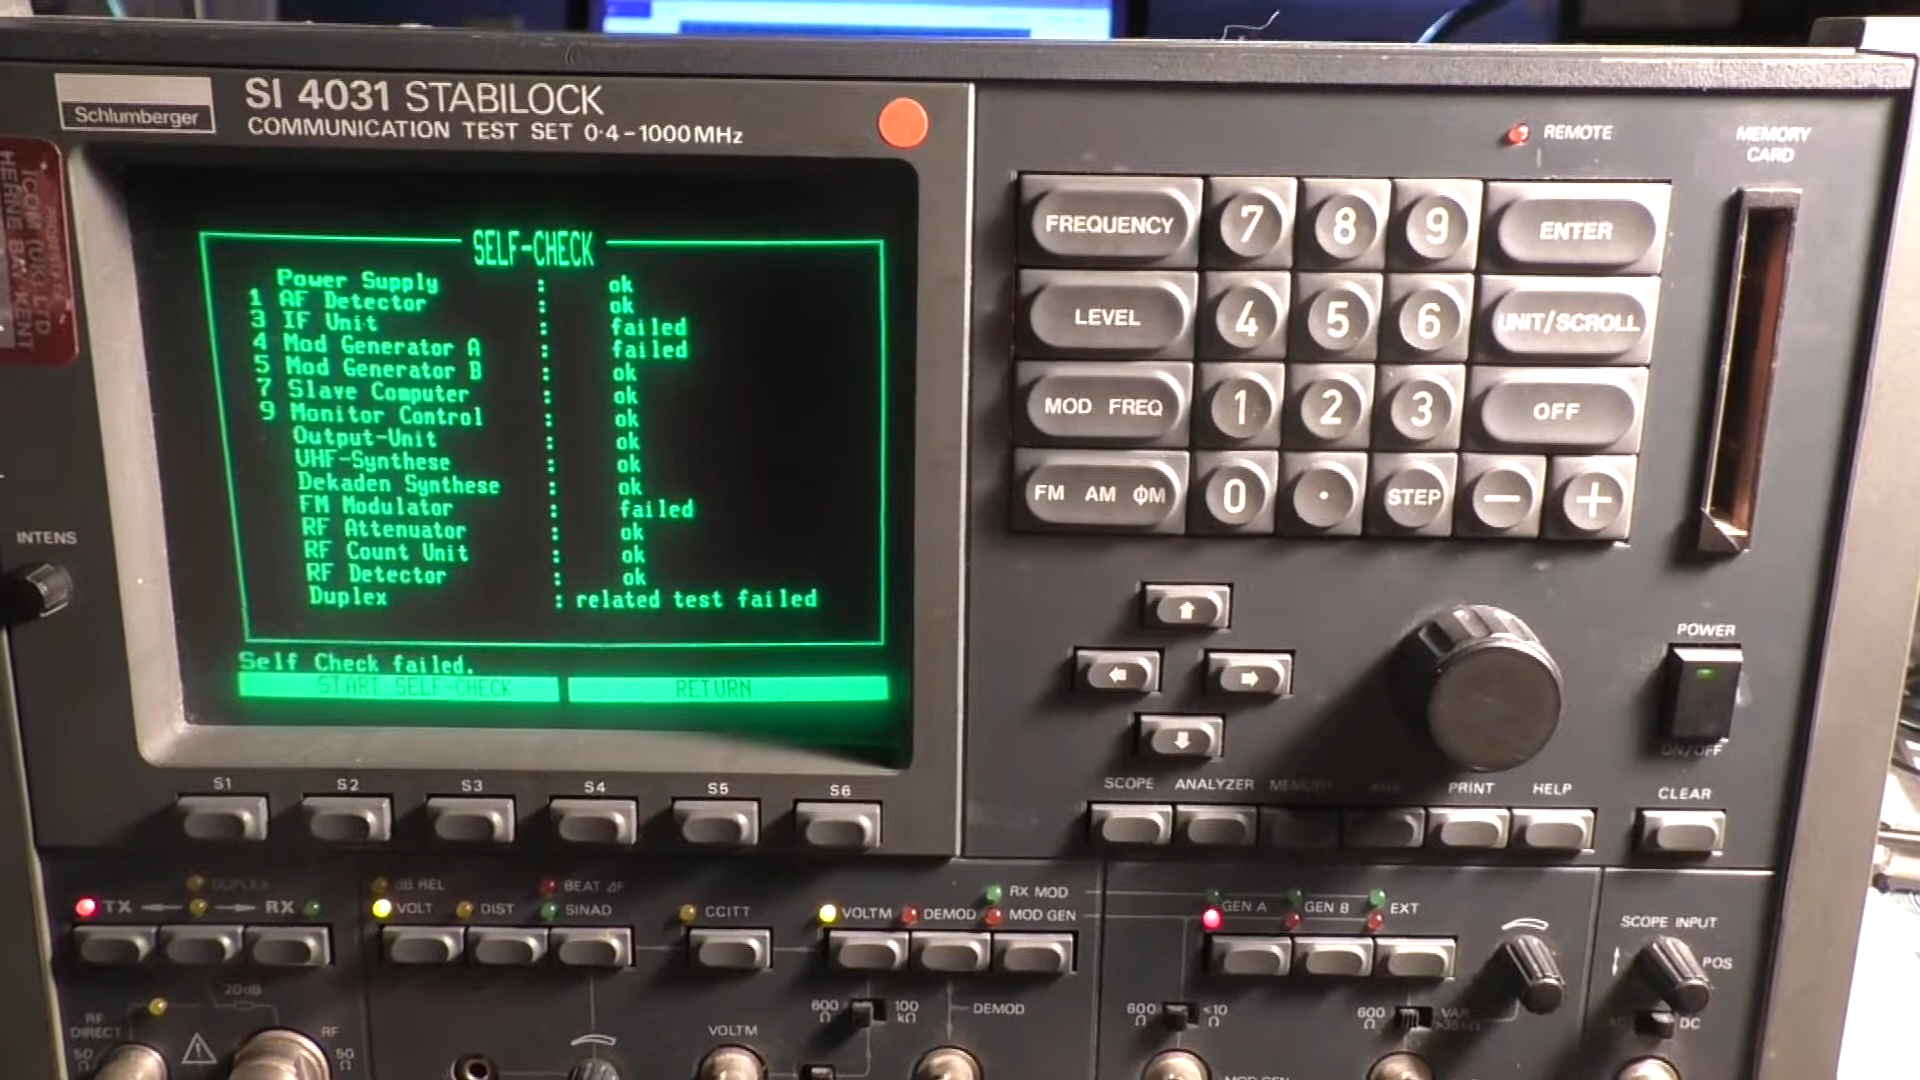 Schlumberger
SI 4031 STABILOCK
COMMUNICATION TEST SET 0·4-1000MHz
ICOM (UK) LTD
HERNE BAY KENT
SELF-CHECK
Power Supply : ok
1 AF Detector : ok
3 IF Unit : failed
4 Mod Generator A : failed
5 Mod Generator B : ok
7 Slave Computer : ok
9 Monitor Control : ok
Output-Unit : ok
UHF-Synthese : ok
Dekaden Synthese : ok
FM Modulator : failed
RF Attenuator : ok
RF Count Unit : ok
RF Detector : ok
Duplex : related test failed
Self Check failed.
START SELF-CHECK RETURN
INTENS
S1 S2 S3 S4 S5 S6
REMOTE
MEMORY
CARD
FREQUENCY 7 8 9 ENTER
LEVEL 4 5 6 UNIT/SCROLL
MOD FREQ 1 2 3 OFF
FM AM ΦM 0 · STEP − +
POWER
ON/OFF
SCOPE ANALYZER MEMORY PRINT HELP CLEAR
DUPLEX
TX RX
dB REL
VOLT DIST
BEAT ΔF
SINAD
CCITT
VOLTM DEMOD
RX MOD
MOD GEN
GEN A GEN B EXT
SCOPE INPUT
POS
AC DC
20dB
RF
DIRECT
50
Ω
RF
50
Ω
VOLTM
600
Ω
100
kΩ
DEMOD
600
Ω
<10
Ω
600
Ω
VAR
MOD GEN